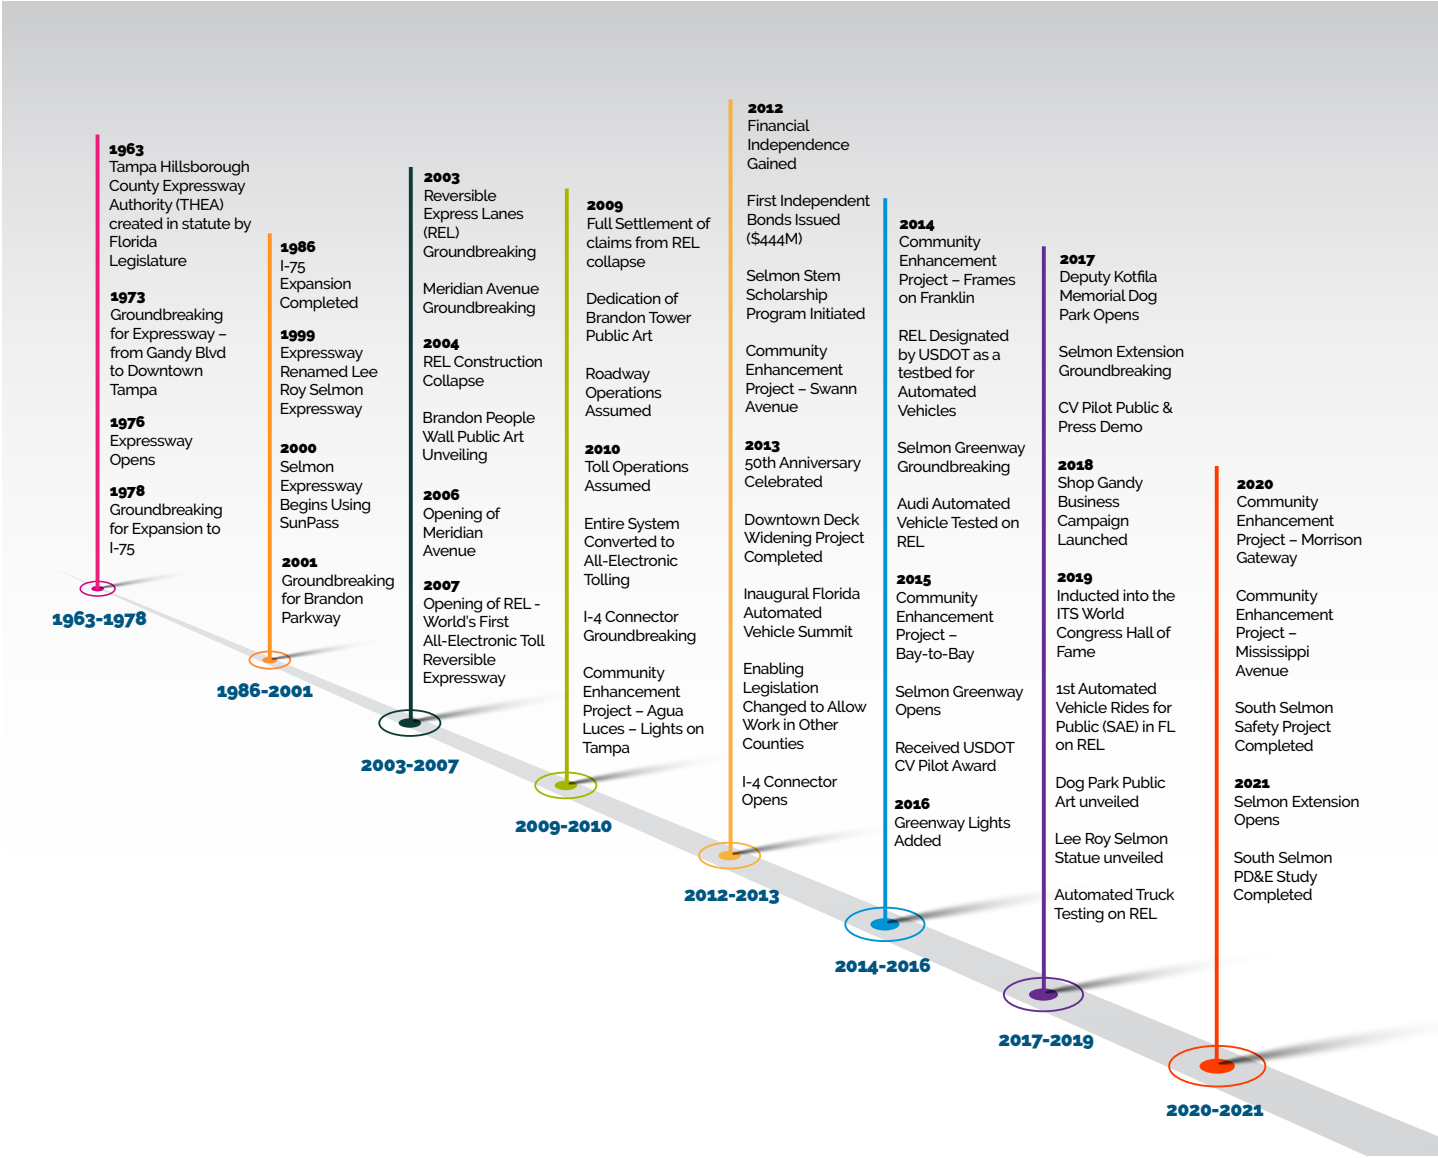 1963
Tampa Hillsborough
County Expressway
Authority (THEA)
created in statute by
Florida
Legislature
1973
Groundbreaking
for Expressway –
from Gandy Blvd
to Downtown
Tampa
1976
Expressway
Opens
1978
Groundbreaking
for Expansion to
I-75
1963-1978
1986
I-75
Expansion
Completed
1999
Expressway
Renamed Lee
Roy Selmon
Expressway
2000
Selmon
Expressway
Begins Using
SunPass
2001
Groundbreaking
for Brandon
Parkway
1986-2001
2003
Reversible
Express Lanes
(REL)
Groundbreaking
Meridian Avenue
Groundbreaking
2004
REL Construction
Collapse
Brandon People
Wall Public Art
Unveiling
2006
Opening of
Meridian
Avenue
2007
Opening of REL -
World's First
All-Electronic Toll
Reversible
Expressway
2003-2007
2009
Full Settlement of
claims from REL
collapse
Dedication of
Brandon Tower
Public Art
Roadway
Operations
Assumed
2010
Toll Operations
Assumed
Entire System
Converted to
All-Electronic
Tolling
I-4 Connector
Groundbreaking
Community
Enhancement
Project – Agua
Luces – Lights on
Tampa
2009-2010
2012
Financial
Independence
Gained
First Independent
Bonds Issued
($444M)
Selmon Stem
Scholarship
Program Initiated
Community
Enhancement
Project – Swann
Avenue
2013
50th Anniversary
Celebrated
Downtown Deck
Widening Project
Completed
Inaugural Florida
Automated
Vehicle Summit
Enabling
Legislation
Changed to Allow
Work in Other
Counties
I-4 Connector
Opens
2012-2013
2014
Community
Enhancement
Project – Frames
on Franklin
REL Designated
by USDOT as a
testbed for
Automated
Vehicles
Selmon Greenway
Groundbreaking
Audi Automated
Vehicle Tested on
REL
2015
Community
Enhancement
Project –
Bay-to-Bay
Selmon Greenway
Opens
Received USDOT
CV Pilot Award
2016
Greenway Lights
Added
2014-2016
2017
Deputy Kotfila
Memorial Dog
Park Opens
Selmon Extension
Groundbreaking
CV Pilot Public &
Press Demo
2018
Shop Gandy
Business
Campaign
Launched
2019
Inducted into the
ITS World
Congress Hall of
Fame
1st Automated
Vehicle Rides for
Public (SAE) in FL
on REL
Dog Park Public
Art unveiled
Lee Roy Selmon
Statue unveiled
Automated Truck
Testing on REL
2017-2019
2020
Community
Enhancement
Project – Morrison
Gateway
Community
Enhancement
Project –
Mississippi
Avenue
South Selmon
Safety Project
Completed
2021
Selmon Extension
Opens
South Selmon
PD&E Study
Completed
2020-2021